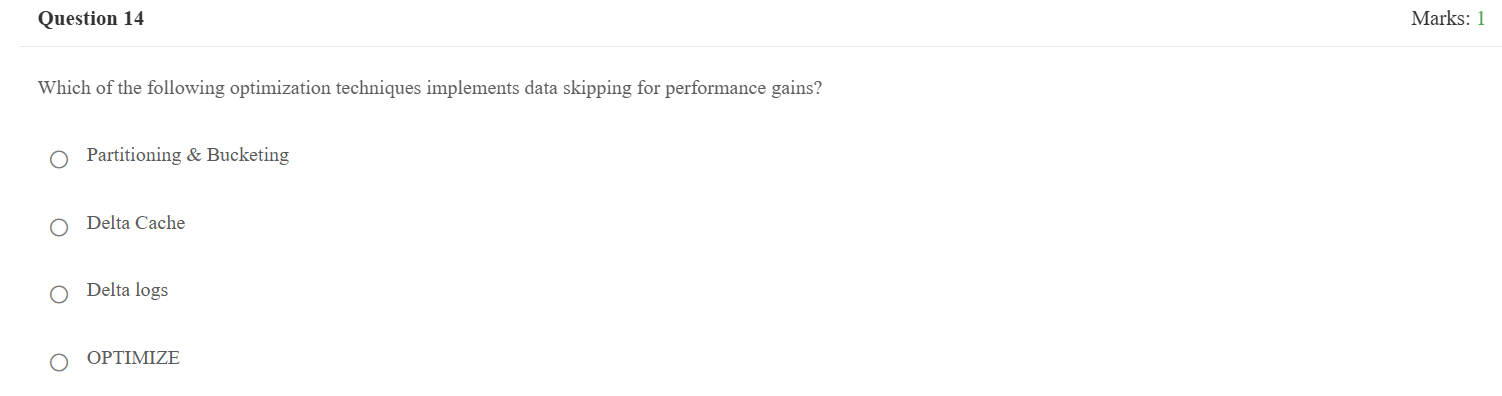 Question 14
Marks: 1
Which of the following optimization techniques implements data skipping for performance gains?
Partitioning & Bucketing
Delta Cache
Delta logs
OPTIMIZE